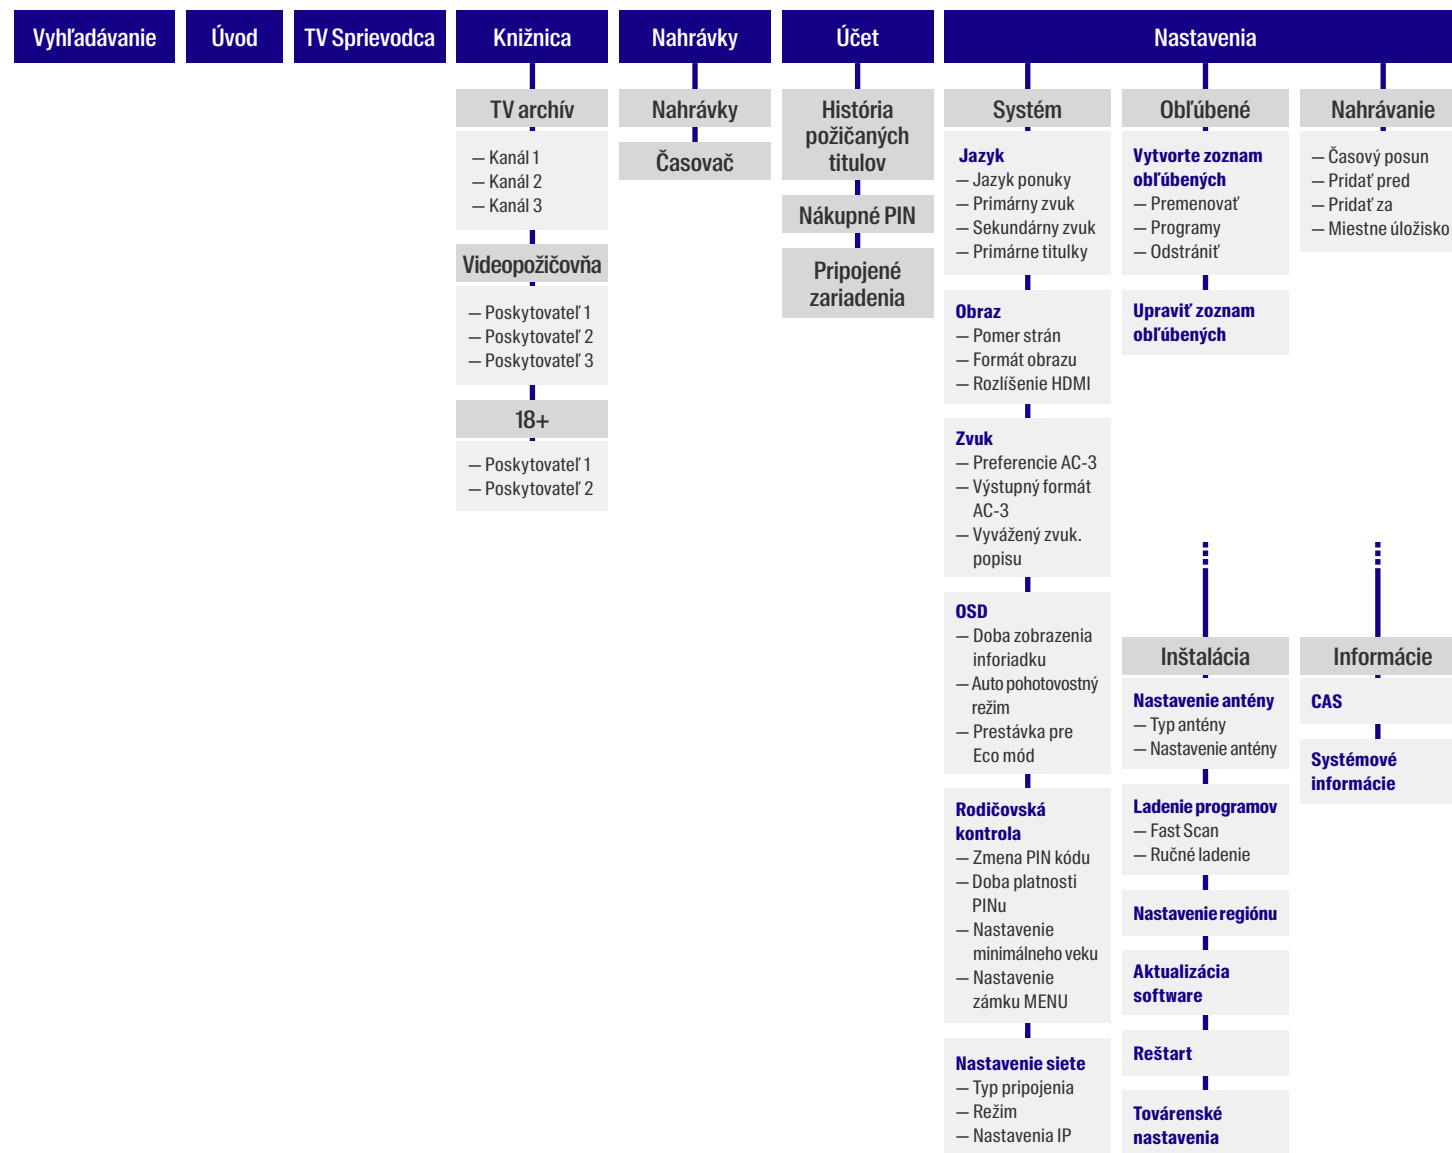 Vyhľadávanie
Úvod
TV Sprievodca
Knižnica
Nahrávky
Účet
Nastavenia
TV archív
— Kanál 1
— Kanál 2
— Kanál 3
Videopožičovňa
— Poskytovateľ 1
— Poskytovateľ 2
— Poskytovateľ 3
18+
— Poskytovateľ 1
— Poskytovateľ 2
Nahrávky
Časovač
História
požičaných
titulov
Nákupné PIN
Pripojené
zariadenia
Systém
Jazyk
— Jazyk ponuky
— Primárny zvuk
— Sekundárny zvuk
— Primárne titulky
Obraz
— Pomer strán
— Formát obrazu
— Rozlíšenie HDMI
Zvuk
— Preferencie AC-3
— Výstupný formát
AC-3
— Vyvážený zvuk.
popisu
OSD
— Doba zobrazenia
inforiadku
— Auto pohotovostný
režim
— Prestávka pre
Eco mód
Rodičovská
kontrola
— Zmena PIN kódu
— Doba platnosti
PINu
— Nastavenie
minimálneho veku
— Nastavenie
zámku MENU
Nastavenie siete
— Typ pripojenia
— Režim
— Nastavenia IP
Obľúbené
Vytvorte zoznam
obľúbených
— Premenovať
— Programy
— Odstrániť
Upraviť zoznam
obľúbených
Nahrávanie
— Časový posun
— Pridať pred
— Pridať za
— Miestne úložisko
Inštalácia
Nastavenie antény
— Typ antény
— Nastavenie antény
Ladenie programov
— Fast Scan
— Ručné ladenie
Nastavenie regiónu
Aktualizácia
software
Reštart
Továrenské
nastavenia
Informácie
CAS
Systémové
informácie